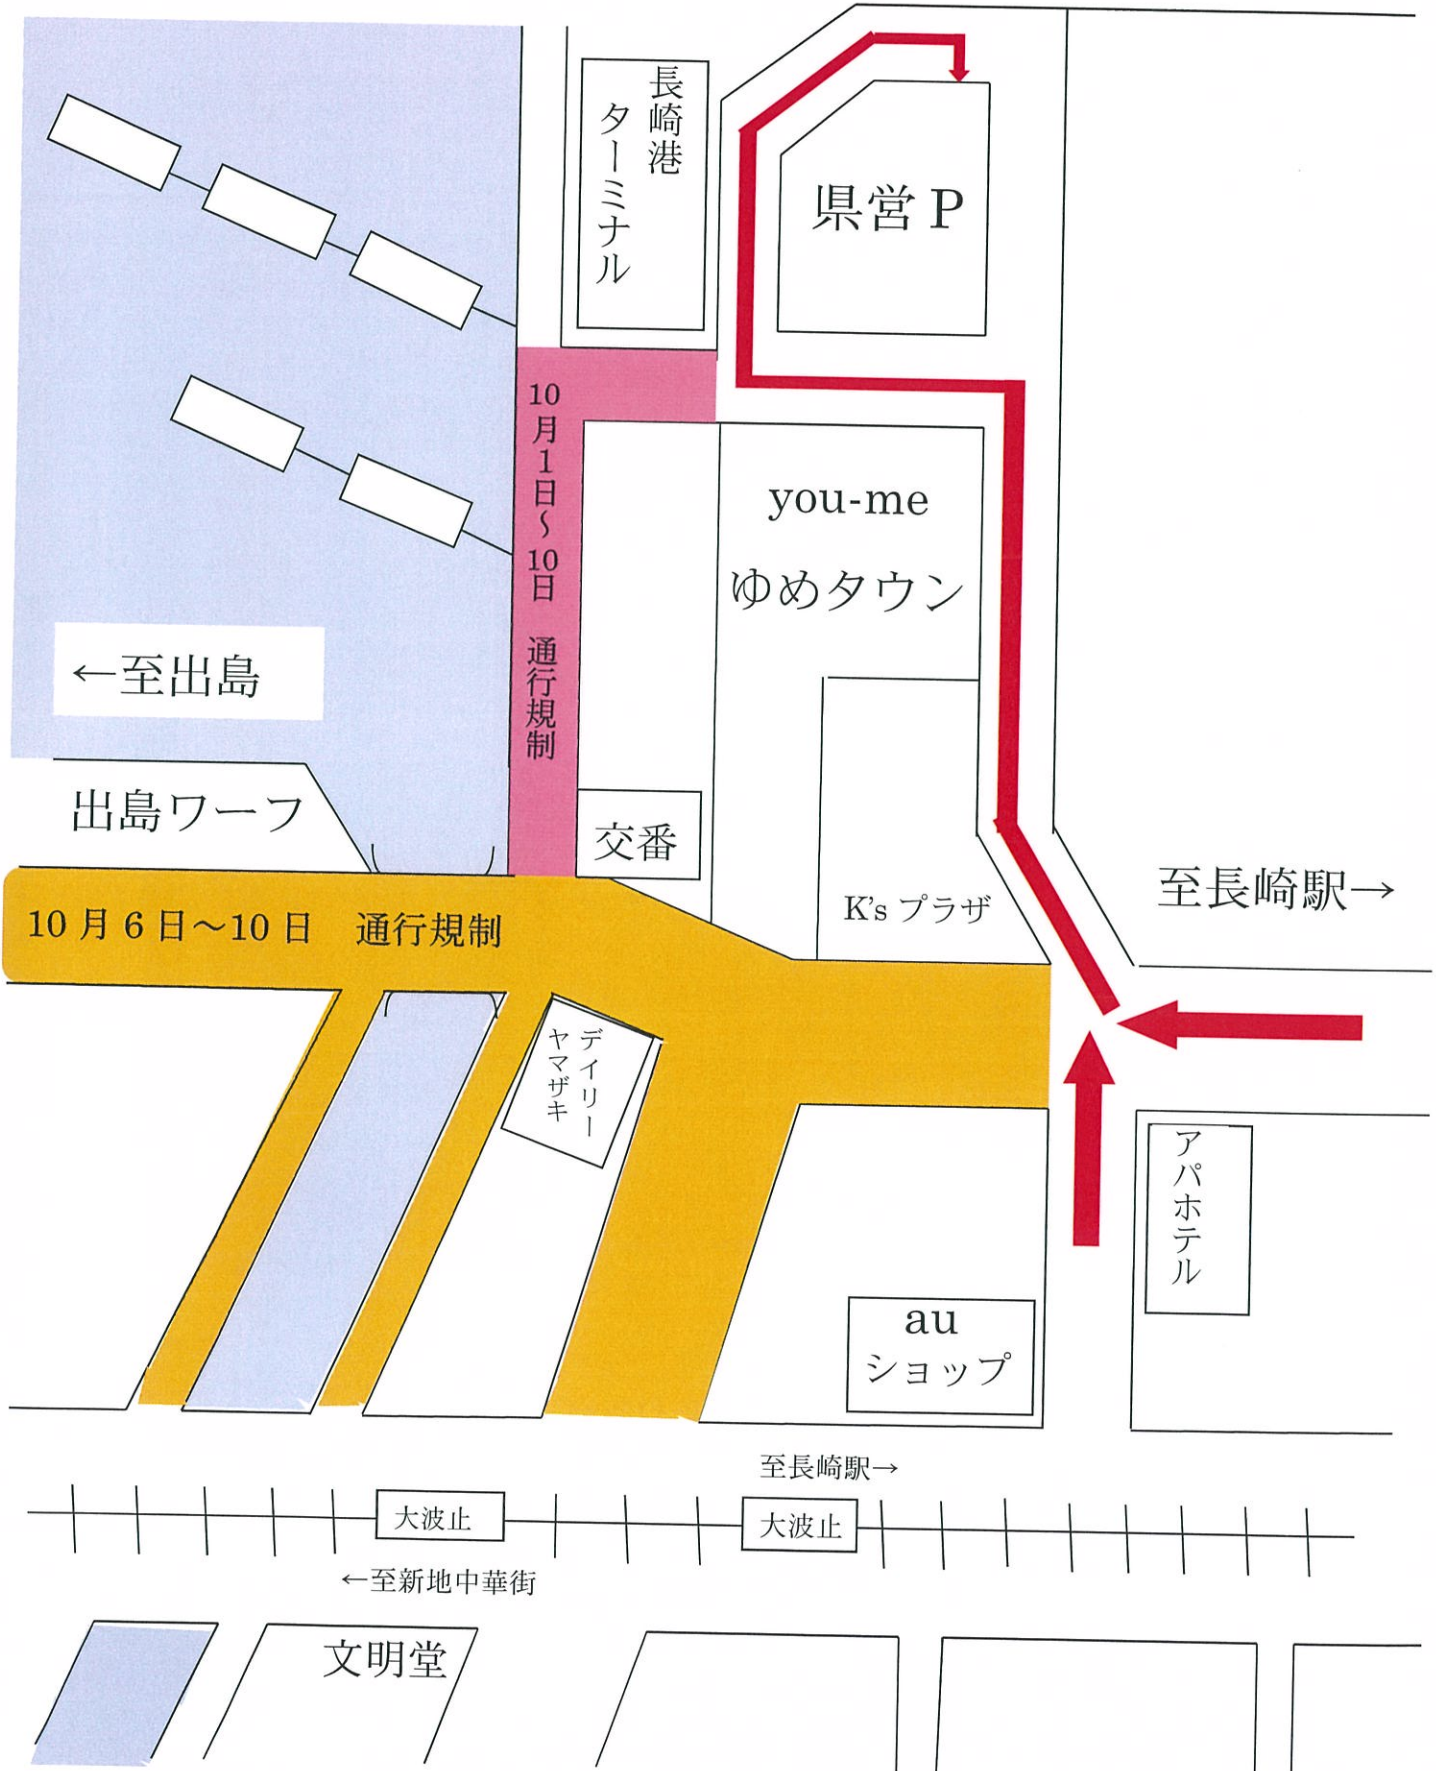 長崎港
ターミナル
県営P
10月1日～10日 通行規制
you-me
ゆめタウン
←至出島
出島ワーフ
交番
K'sプラザ
至長崎駅→
10月6日～10日 通行規制
デイリー
ヤマザキ
アパホテル
au
ショップ
至長崎駅→
大波止
大波止
←至新地中華街
文明堂